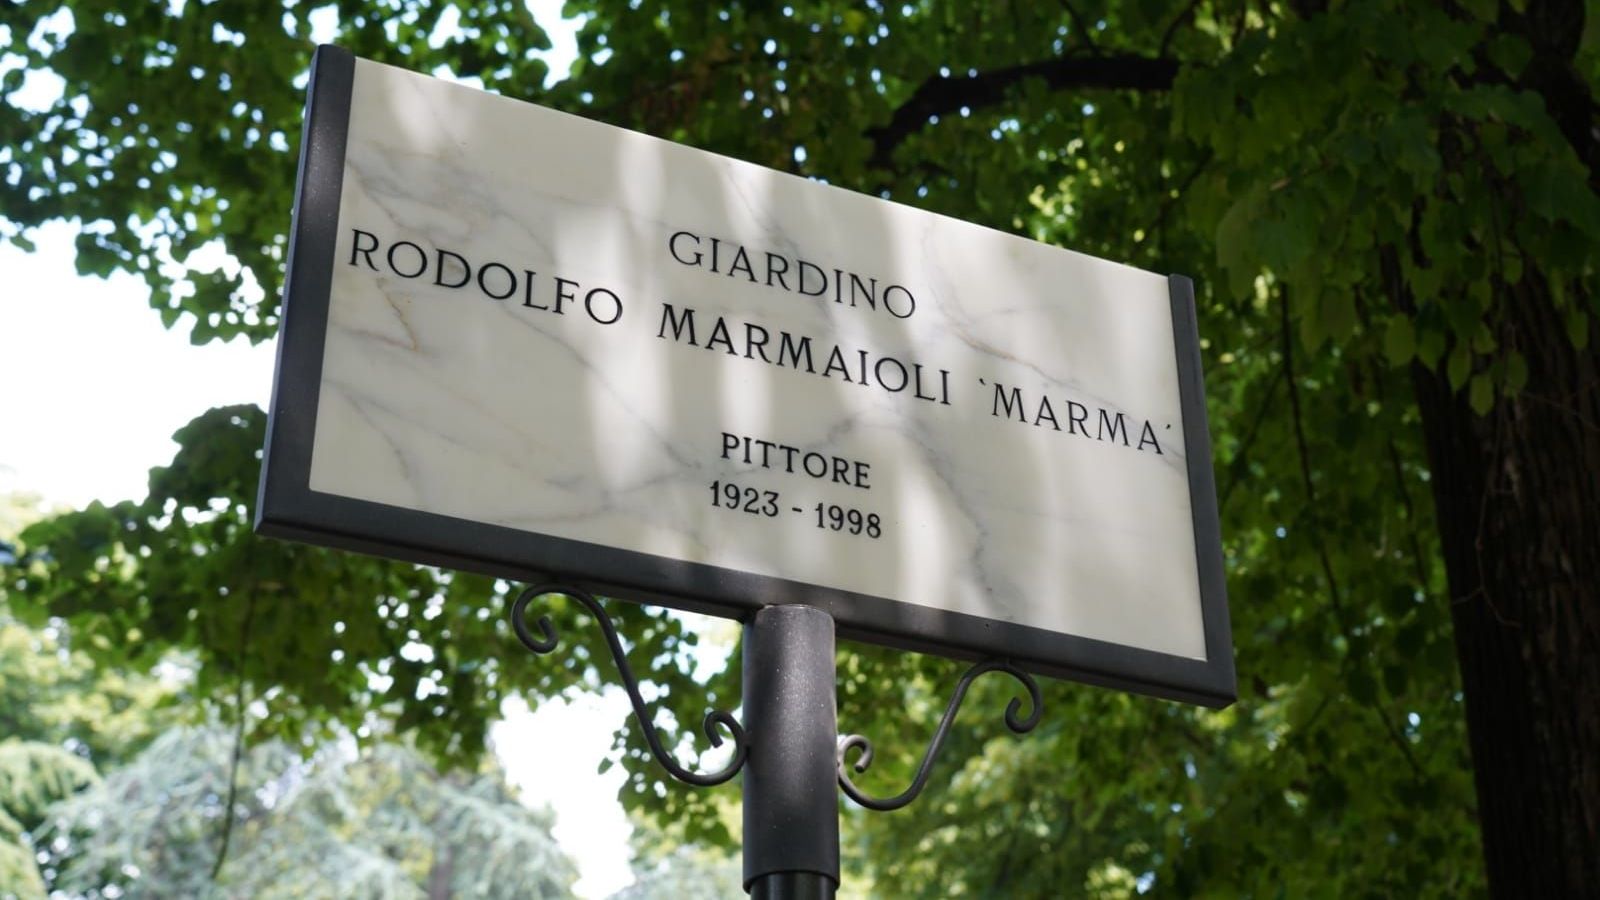 GIARDINO
RODOLFO MARMAIOLI ‵MARMA′
PITTORE
1923 - 1998